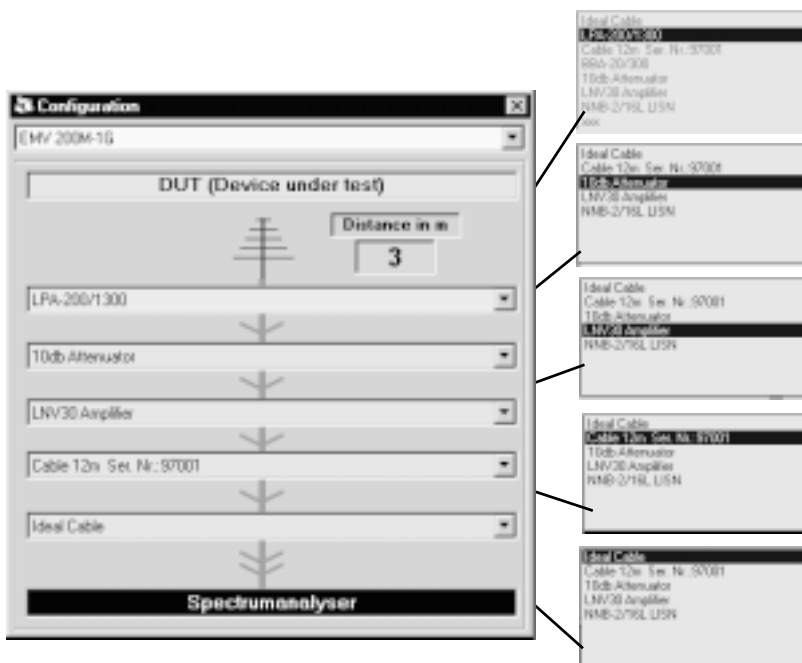 Configuration
EMV 200M-1G
DUT (Device under test)
Distance in m
3
LPA-200/1300
10db Attenuator
LNV30 Amplifier
Cable 12m Ser. Nr.:97001
Ideal Cable
Spectrumanalyser
Ideal Cable
LPA-200/1300
Cable 12m Ser. Nr.:97001
BBA-20/300
10db Attenuator
LNV30 Amplifier
NNB-2/16L LISN
Ideal Cable
Cable 12m Ser. Nr.:97001
10db Attenuator
LNV30 Amplifier
NNB-2/16L LISN
Ideal Cable
Cable 12m Ser. Nr.:97001
10db Attenuator
LNV30 Amplifier
NNB-2/16L LISN
Ideal Cable
Cable 12m Ser. Nr.:97001
10db Attenuator
LNV30 Amplifier
NNB-2/16L LISN
Ideal Cable
Cable 12m Ser. Nr.:97001
10db Attenuator
LNV30 Amplifier
NNB-2/16L LISN